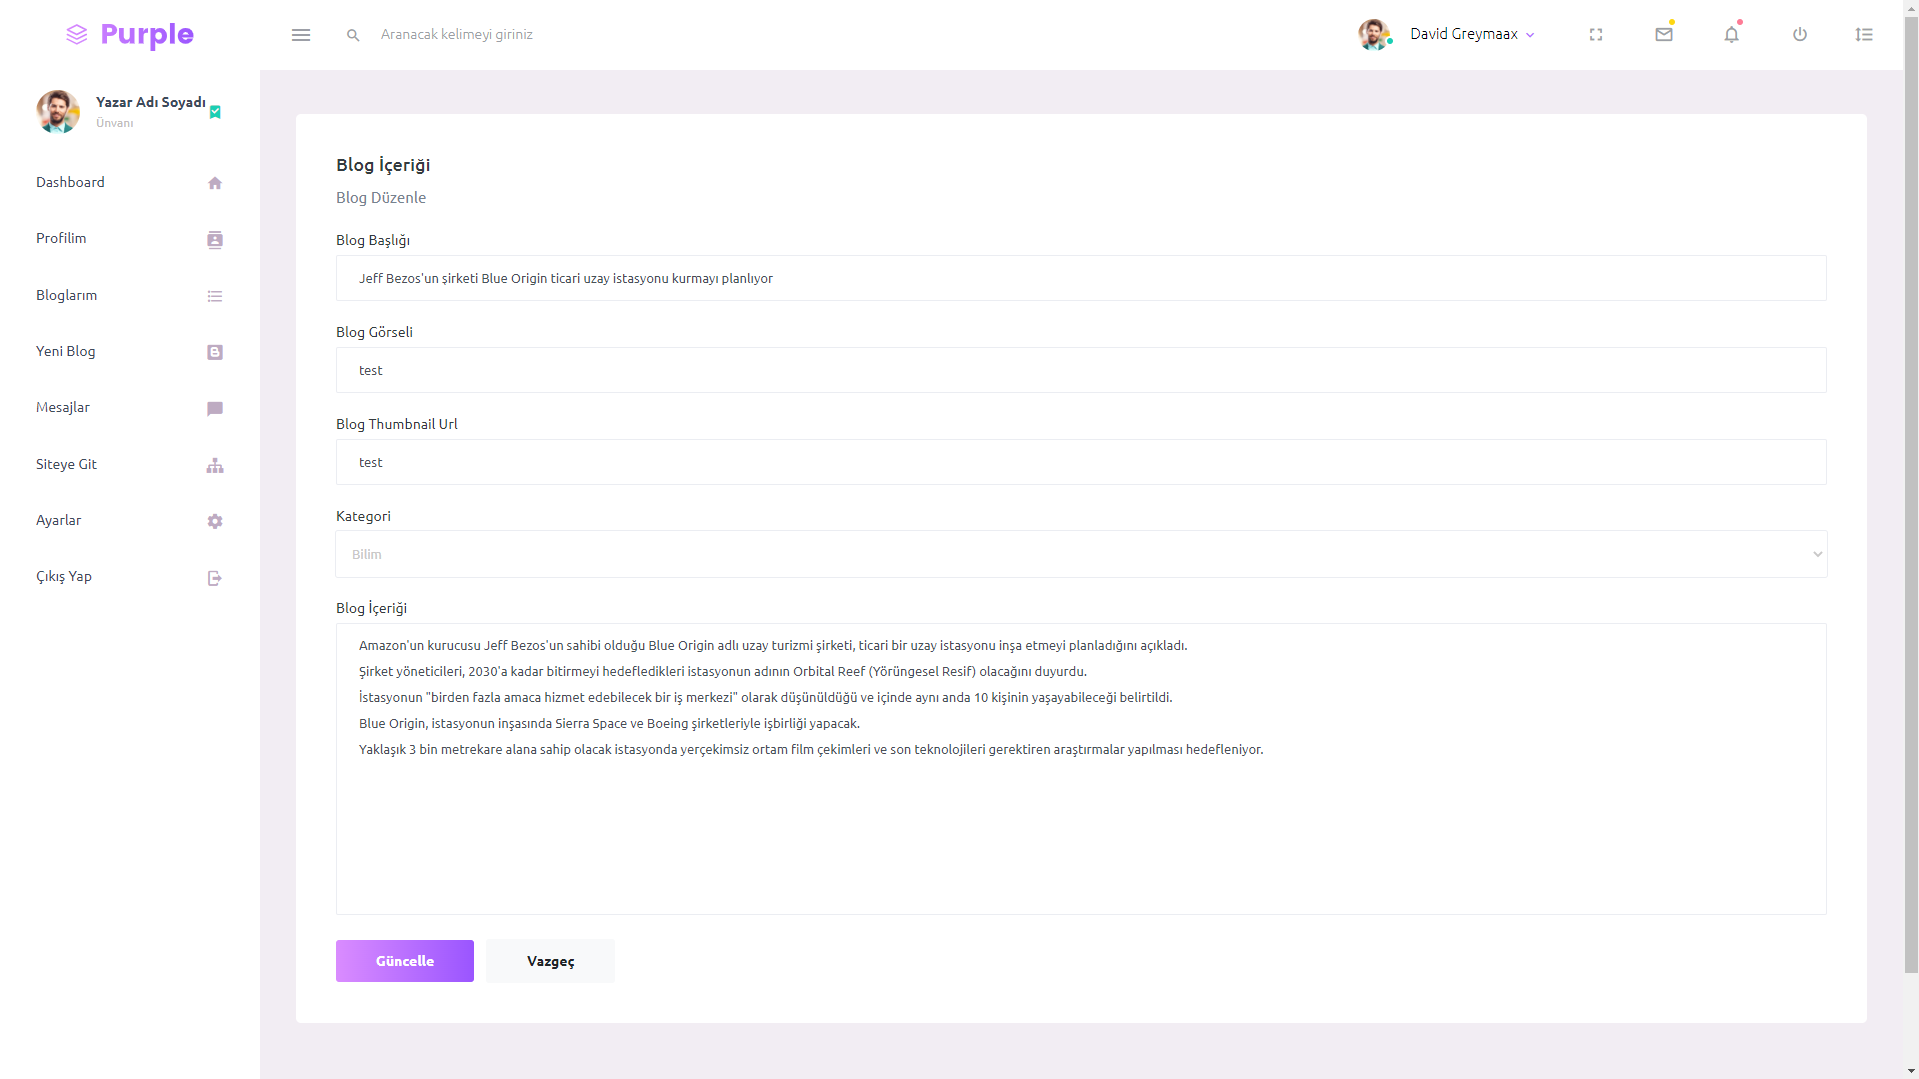 Purple
Aranacak kelimeyi giriniz
David Greymaax
Yazar Adı Soyadı
Ünvanı
Dashboard
Profilim
Bloglarım
Yeni Blog
Mesajlar
Siteye Git
Ayarlar
Çıkış Yap
Blog İçeriği
Blog Düzenle
Blog Başlığı
Jeff Bezos'un şirketi Blue Origin ticari uzay istasyonu kurmayı planlıyor
Blog Görseli
test
Blog Thumbnail Url
test
Kategori
Bilim
Blog İçeriği
Amazon'un kurucusu Jeff Bezos'un sahibi olduğu Blue Origin adlı uzay turizmi şirketi, ticari bir uzay istasyonu inşa etmeyi planladığını açıkladı.
Şirket yöneticileri, 2030'a kadar bitirmeyi hedefledikleri istasyonun adının Orbital Reef (Yörüngesel Resif) olacağını duyurdu.
İstasyonun "birden fazla amaca hizmet edebilecek bir iş merkezi" olarak düşünüldüğü ve içinde aynı anda 10 kişinin yaşayabileceği belirtildi.
Blue Origin, istasyonun inşasında Sierra Space ve Boeing şirketleriyle işbirliği yapacak.
Yaklaşık 3 bin metrekare alana sahip olacak istasyonda yerçekimsiz ortam film çekimleri ve son teknolojileri gerektiren araştırmalar yapılması hedefleniyor.
Güncelle
Vazgeç